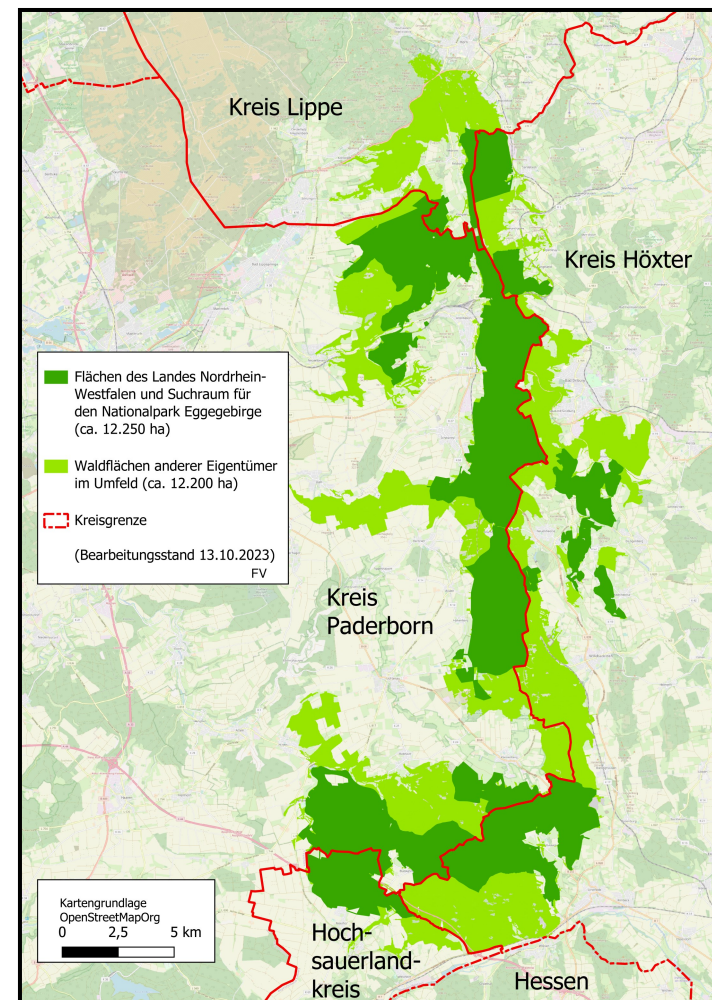 Kreis Lippe
Kreis Höxter
Flächen des Landes Nordrhein-
Westfalen und Suchraum für
den Nationalpark Eggegebirge
(ca. 12.250 ha)
Waldflächen anderer Eigentümer
im Umfeld (ca. 12.200 ha)
Kreisgrenze
(Bearbeitungsstand 13.10.2023)
FV
Kreis
Paderborn
Kartengrundlage
OpenStreetMapOrg
0 2,5 5 km
Hoch-
sauerland-
kreis
Hessen